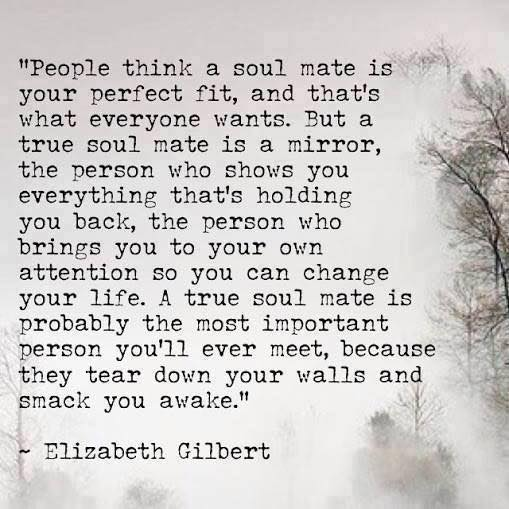 "People think a soul mate is
your perfect fit, and that's
what everyone wants. But a
true soul mate is a mirror,
the person who shows you
everything that's holding
you back, the person who
brings you to your own
attention so you can change
your life. A true soul mate is
probably the most important
person you'll ever meet, because
they tear down your walls and
smack you awake."
~ Elizabeth Gilbert